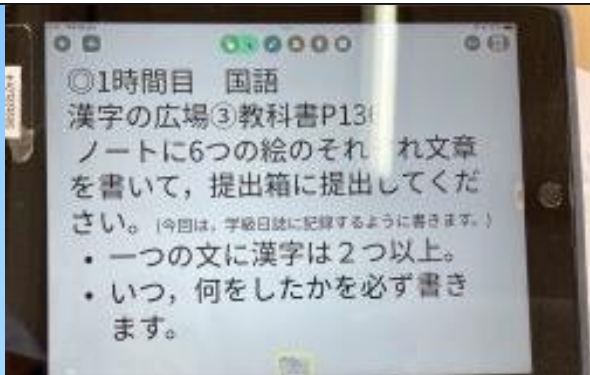 ◎1時間目 国語
漢字の広場③教科書P13
ノートに6つの絵のそれ れ文章
を書いて，提出箱に提出してくだ
さい。(今回は，学級日誌に記録するように書きます。)
・一つの文に漢字は２つ以上。
・いつ，何をしたかを必ず書き
ます。